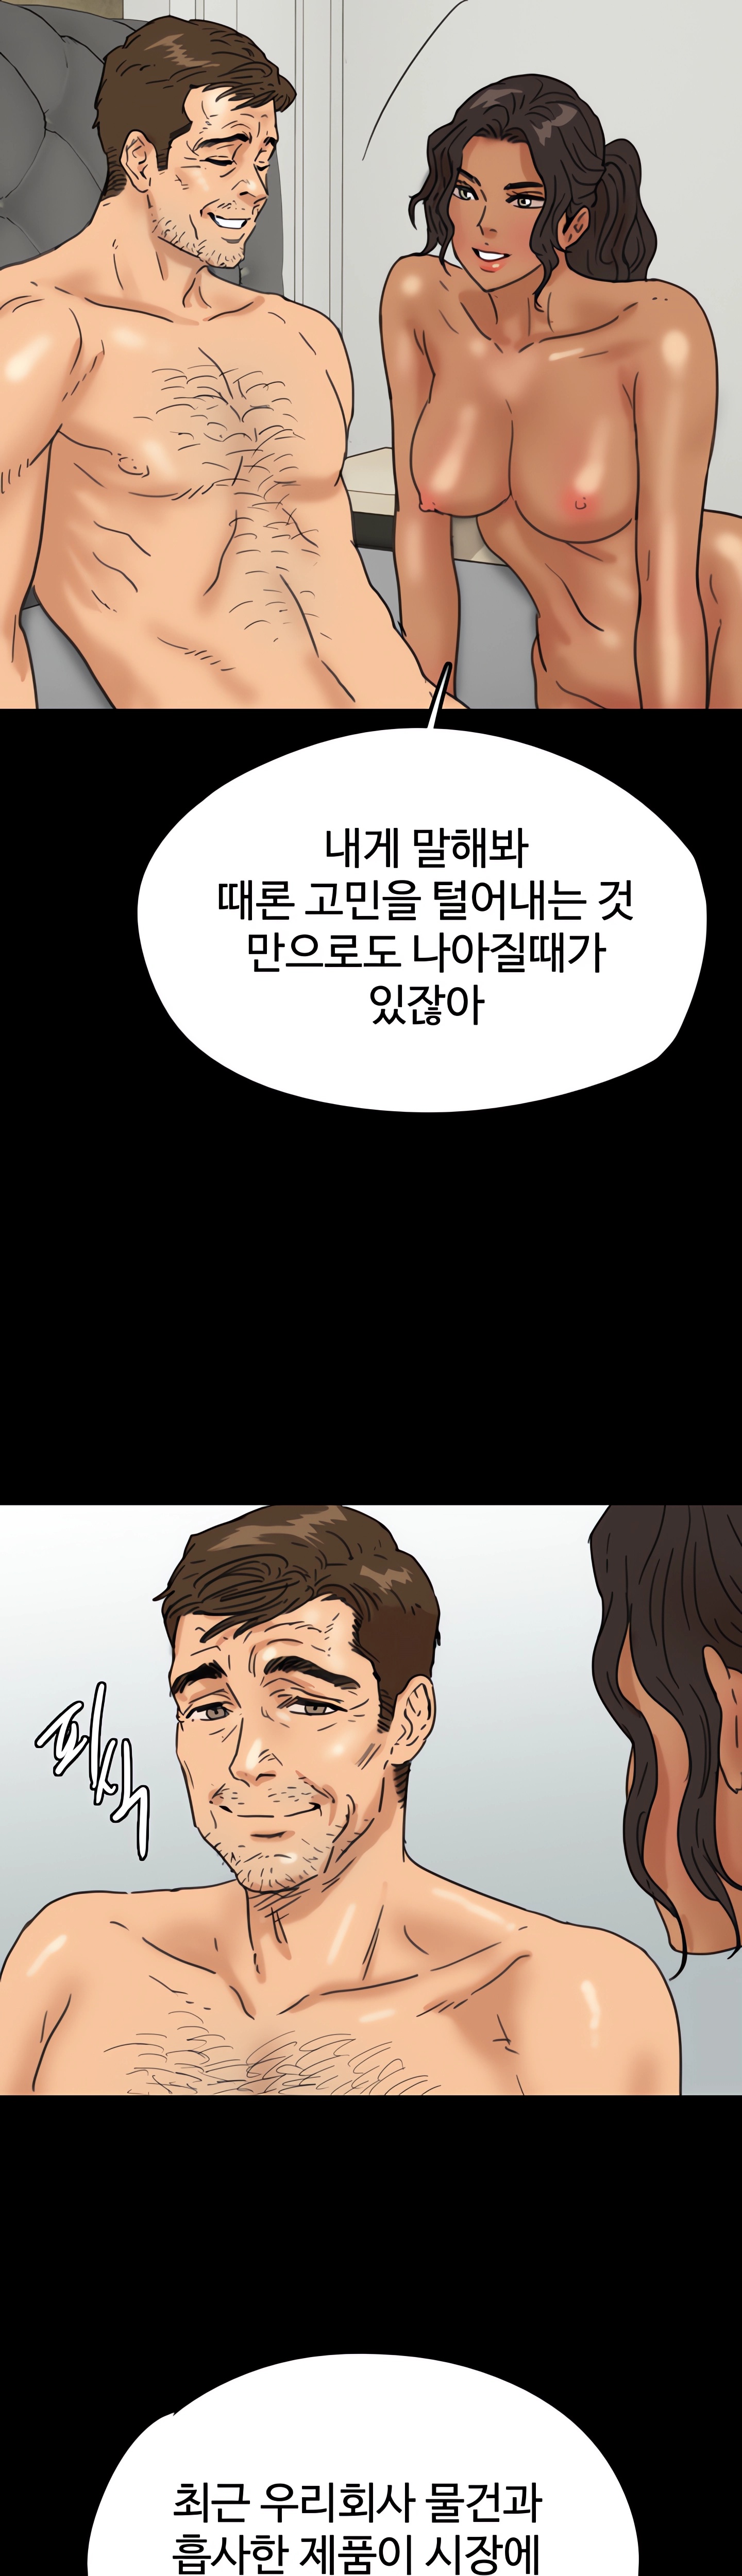 내게 말해봐
때론 고민을 털어내는 것
만으로도 나아질때가
있잖아
피식
최근 우리회사 물건과
흡사한 제품이 시장에